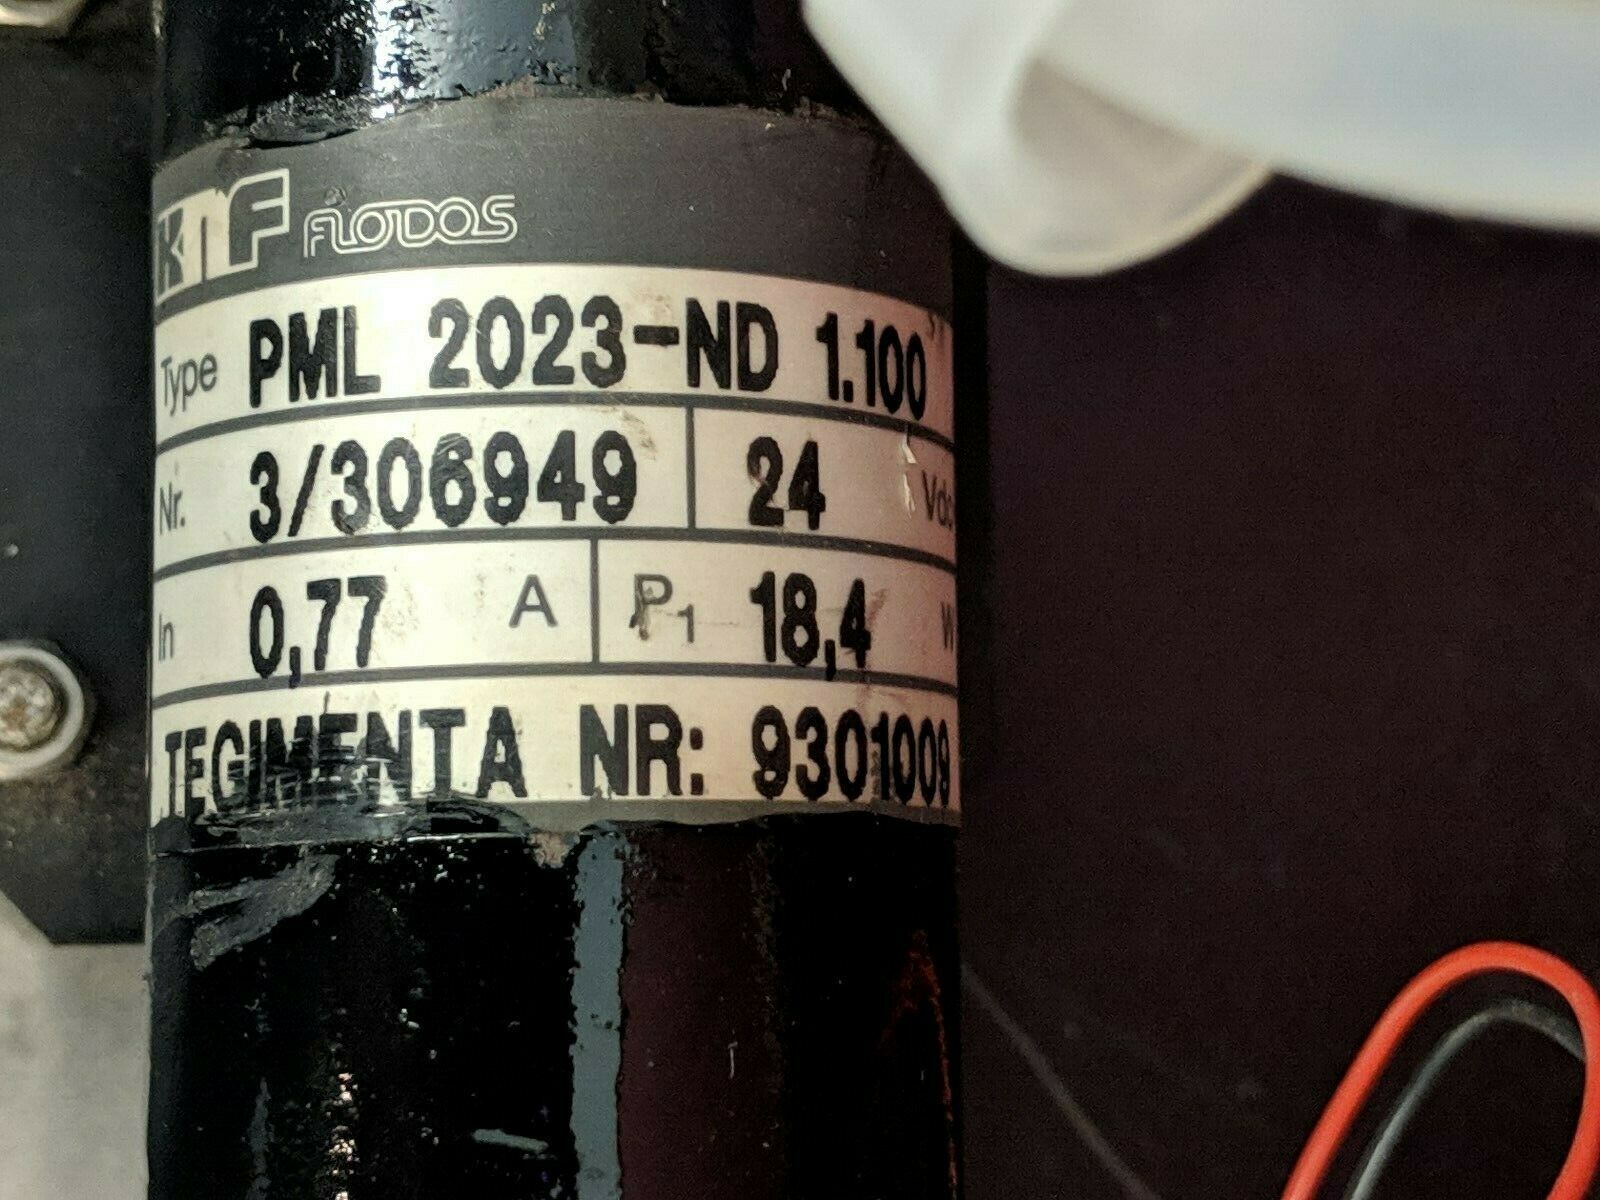 KNF FLODOS
Type PML 2023-ND 1.100
Nr. 3/306949 24 Vdc
In 0,77 A P1 18,4 W
TEGIMENTA NR: 9301009